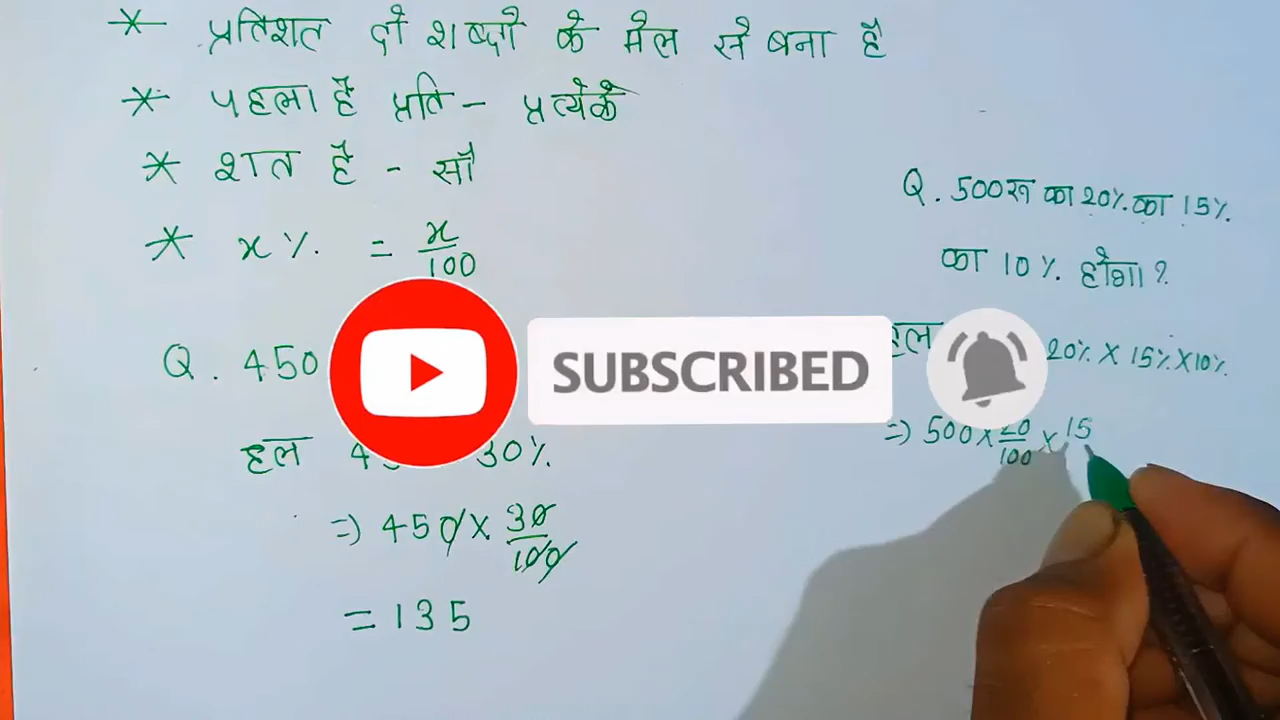 * प्रतिशत दो शब्दो के मेल से बना है
* पहला है प्रति - प्रत्येके
* शत है - सौ
* x% = x/100
Q. 450
हल 30%.
=) 450 x 30/100
= 135
Q. 500रु का 20% का 15%.
का 10%. होगा ?
हल 20% X 15% X 10%.
=) 500 x 20/100 x 15
SUBSCRIBED